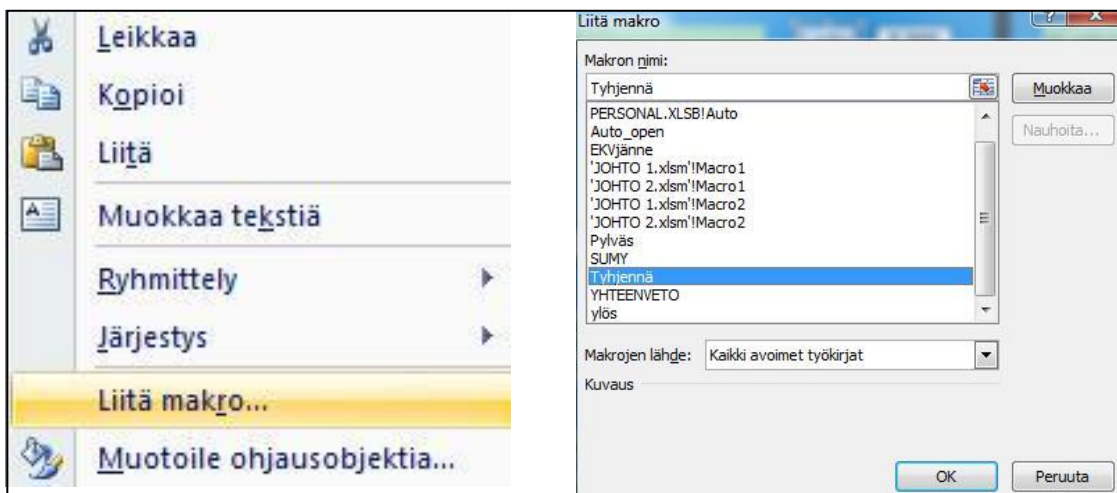 Leikkaa
Kopioi
Liitä
Muokkaa tekstiä
Ryhmittely
Järjestys
Liitä makro...
Muotoile ohjausobjektia...
Liitä makro
Makron nimi:
Tyhjennä
Muokkaa
PERSONAL.XLSB!Auto
Nauhoita...
Auto_open
EKVjänne
'JOHTO 1.xlsm'!Macro1
'JOHTO 2.xlsm'!Macro1
'JOHTO 1.xlsm'!Macro2
'JOHTO 2.xlsm'!Macro2
Pylväs
SUMY
Tyhjennä
YHTEENVETO
ylös
Makrojen lähde: Kaikki avoimet työkirjat
Kuvaus
OK Peruuta